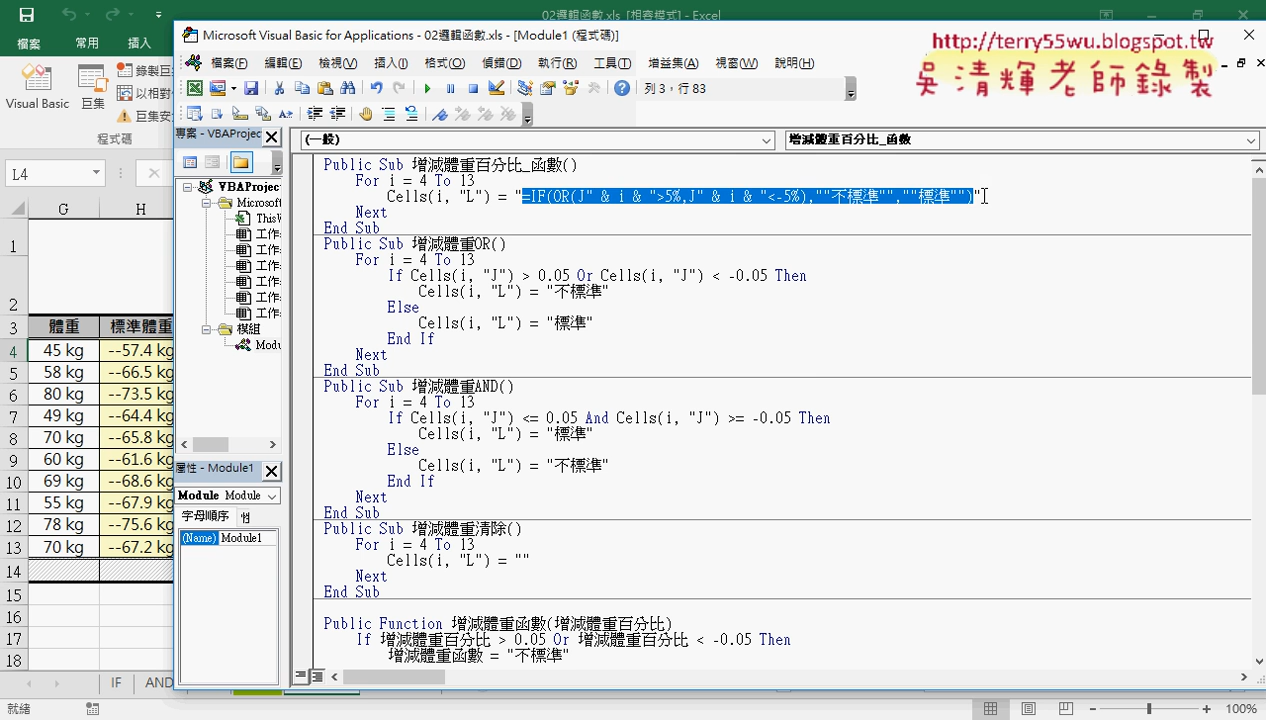 02邏輯函數.xls [相容模式] - Excel
檔案
常用
插入
Visual Basic
巨集
錄製巨
以相對
巨集安
程式碼
L4
G
H
1
2
3
體重
標準體重
4
45 kg
--57.4 kg
5
58 kg
--66.5 kg
6
80 kg
--73.5 kg
7
49 kg
--64.4 kg
8
70 kg
--65.8 kg
9
60 kg
--61.6 kg
10
69 kg
--68.6 kg
11
55 kg
--67.9 kg
12
78 kg
--75.6 kg
13
70 kg
--67.2 kg
14
15
16
17
18
IF
AND
就緒
100%
Microsoft Visual Basic for Applications - 02邏輯函數.xls - [Module1 (程式碼)]
http://terry55wu.blogspot.tw
吳清輝老師錄製
檔案(F)
編輯(E)
檢視(V)
插入(I)
格式(O)
偵錯(D)
執行(R)
工具(T)
增益集(A)
視窗(W)
說明(H)
列 3，行 83
專案 - VBAProjec
VBAProjec
Microsoft
ThisV
工作
工作
工作
工作
工作
工作
模組
Modu
屬性 - Module1
Module Module
字母順序
(Name) Module1
(一般)
增減體重百分比_函數
Public Sub 增減體重百分比_函數()
For i = 4 To 13
Cells(i, "L") = "=IF(OR(J" & i & ">5%,J" & i & "<-5%),""不標準"",""標準"")"
Next
End Sub
Public Sub 增減體重OR()
For i = 4 To 13
If Cells(i, "J") > 0.05 Or Cells(i, "J") < -0.05 Then
Cells(i, "L") = "不標準"
Else
Cells(i, "L") = "標準"
End If
Next
End Sub
Public Sub 增減體重AND()
For i = 4 To 13
If Cells(i, "J") <= 0.05 And Cells(i, "J") >= -0.05 Then
Cells(i, "L") = "標準"
Else
Cells(i, "L") = "不標準"
End If
Next
End Sub
Public Sub 增減體重清除()
For i = 4 To 13
Cells(i, "L") = ""
Next
End Sub
Public Function 增減體重函數(增減體重百分比)
If 增減體重百分比 > 0.05 Or 增減體重百分比 < -0.05 Then
增減體重函數 = "不標準"